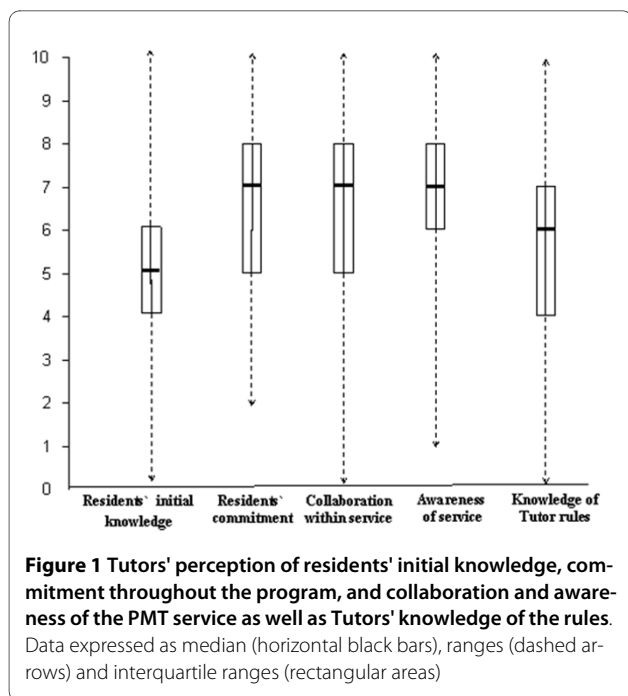 10
9
8
7
6
5
4
3
2
1
0
Residents` initial knowledge
Residents` commitment
Collaboration within service
Awareness of service
Knowledge of Tutor rules
Figure 1 Tutors' perception of residents' initial knowledge, com-
mitment throughout the program, and collaboration and aware-
ness of the PMT service as well as Tutors' knowledge of the rules.
Data expressed as median (horizontal black bars), ranges (dashed ar-
rows) and interquartile ranges (rectangular areas)